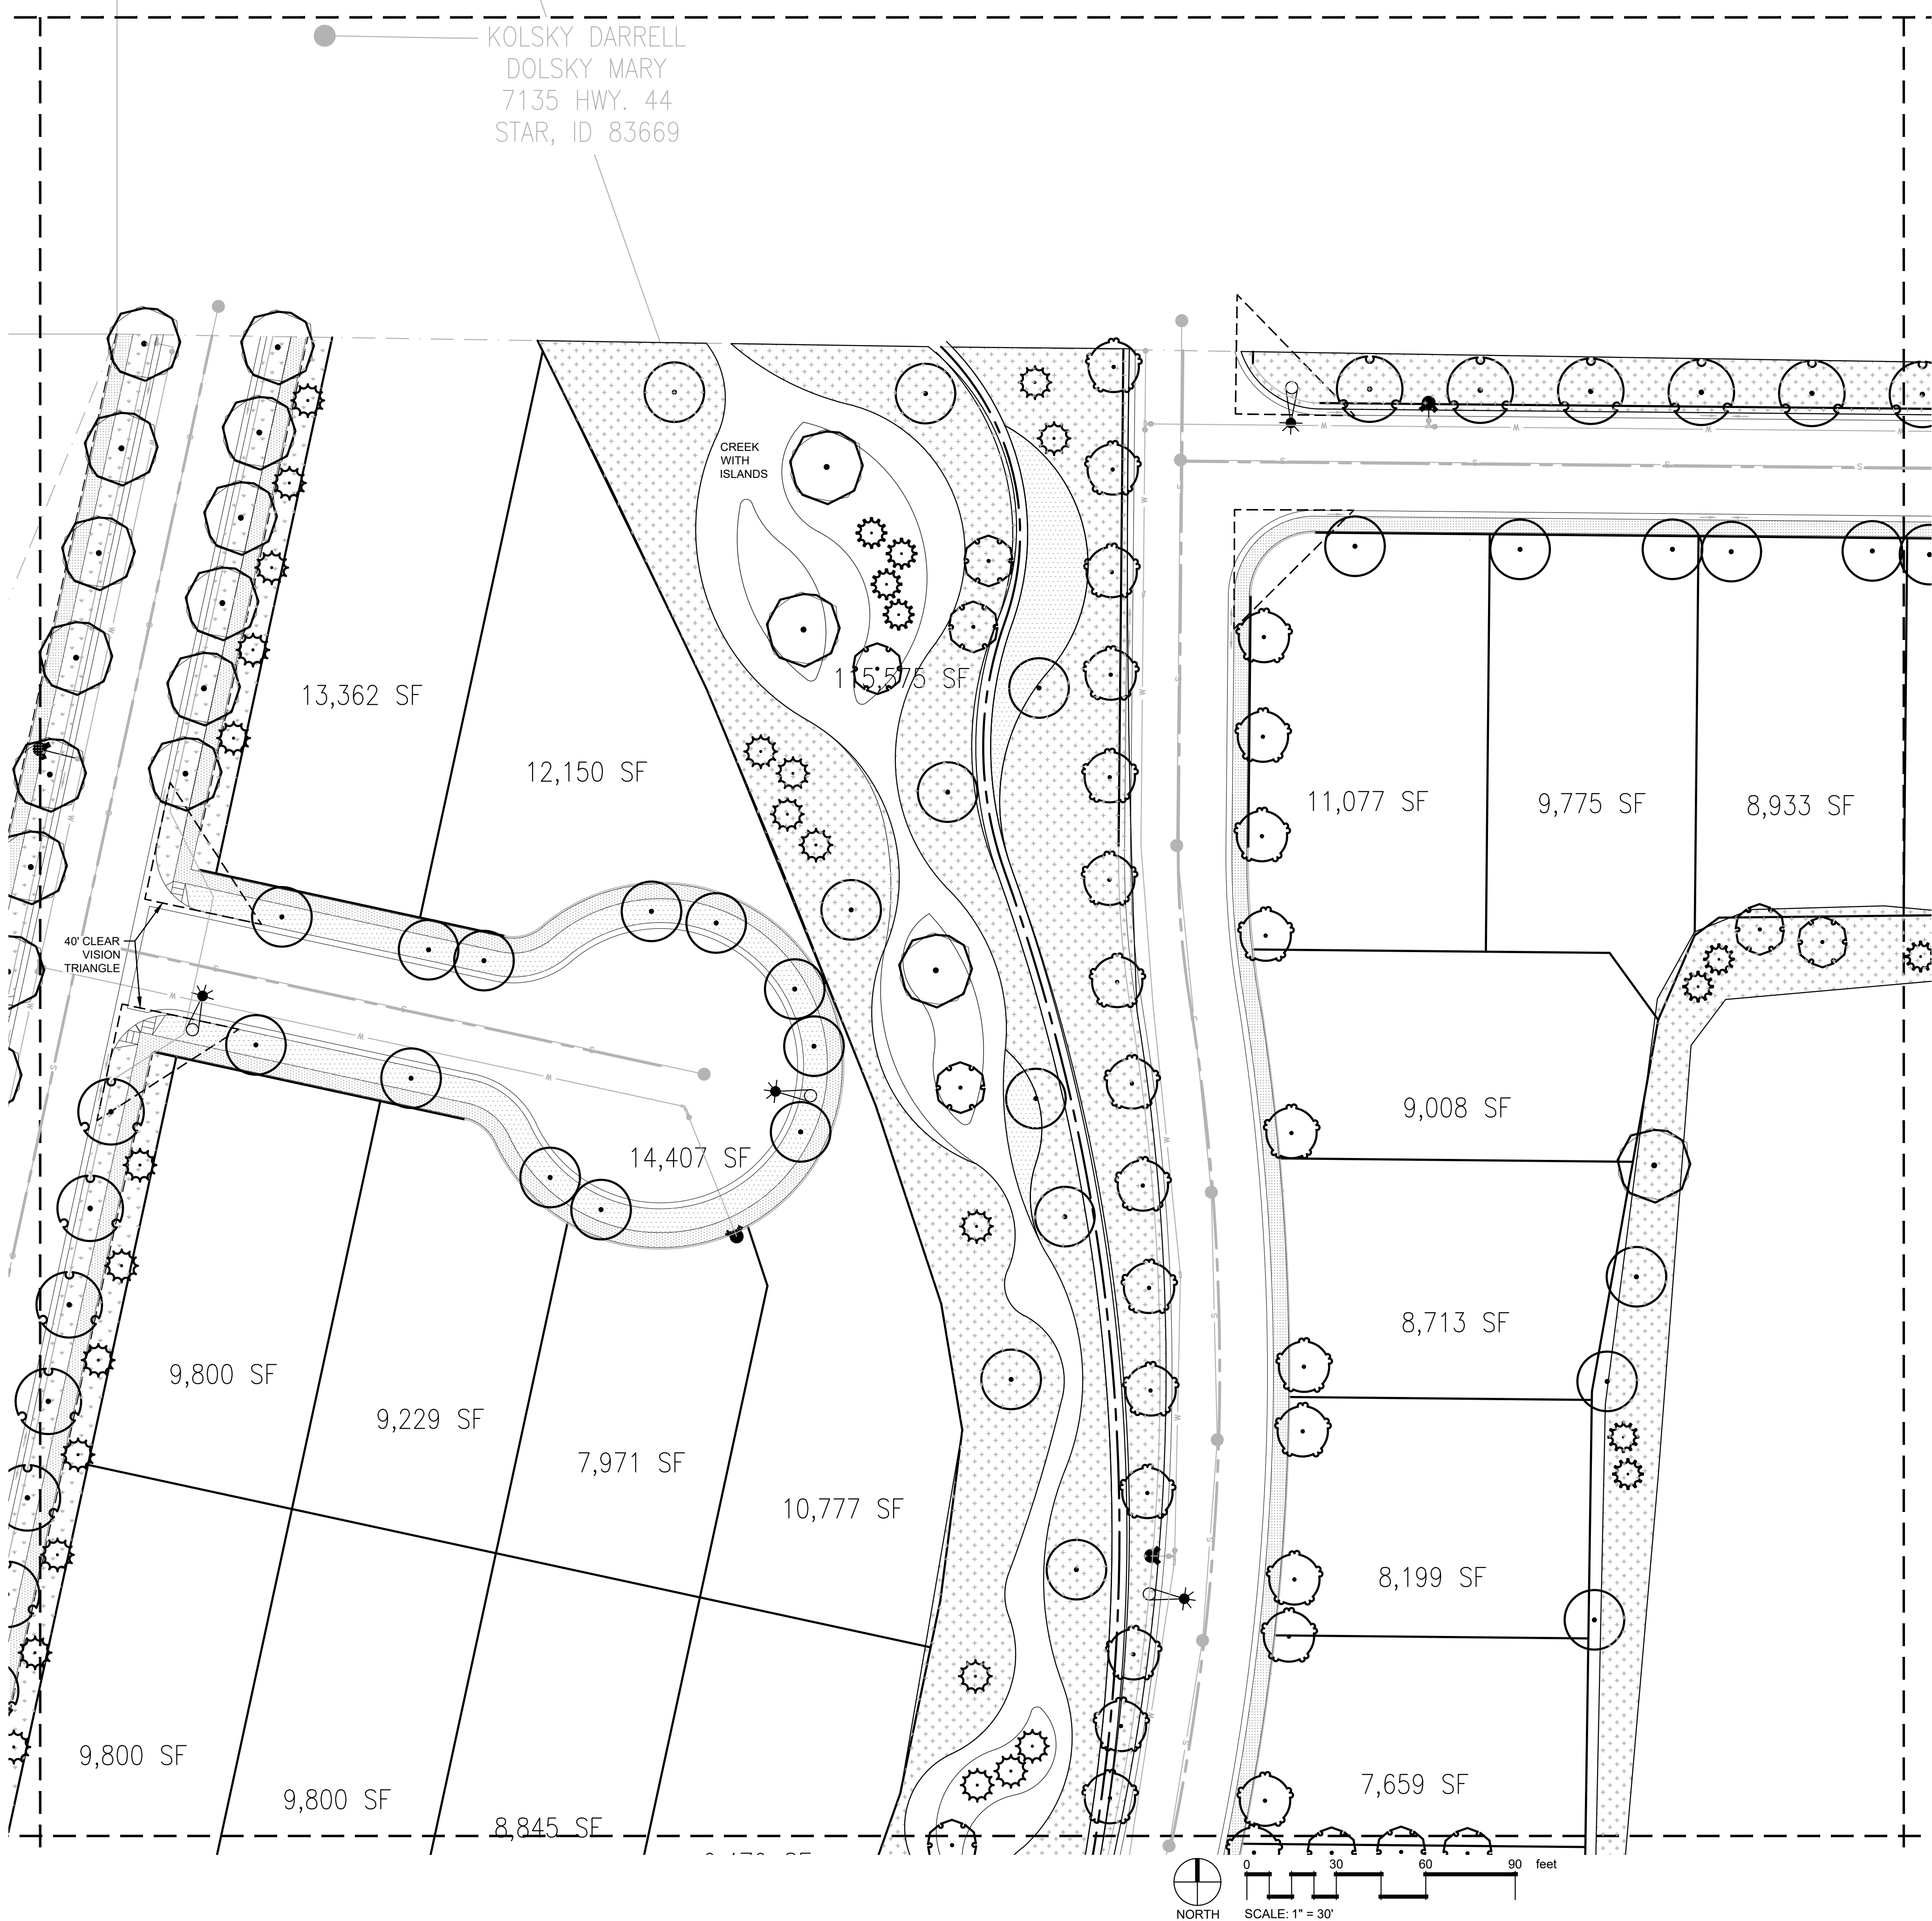 KOLSKY DARRELL
DOLSKY MARY
7135 HWY. 44
STAR, ID 83669
CREEK
WITH
ISLANDS
13,362 SF
115,575 SF
12,150 SF
11,077 SF
9,775 SF
8,933 SF
40' CLEAR
VISION
TRIANGLE
9,008 SF
14,407 SF
8,713 SF
9,800 SF
9,229 SF
7,971 SF
10,777 SF
8,199 SF
9,800 SF
9,800 SF
8,845 SF
7,659 SF
0 30 60 90 feet
NORTH
SCALE: 1" = 30'